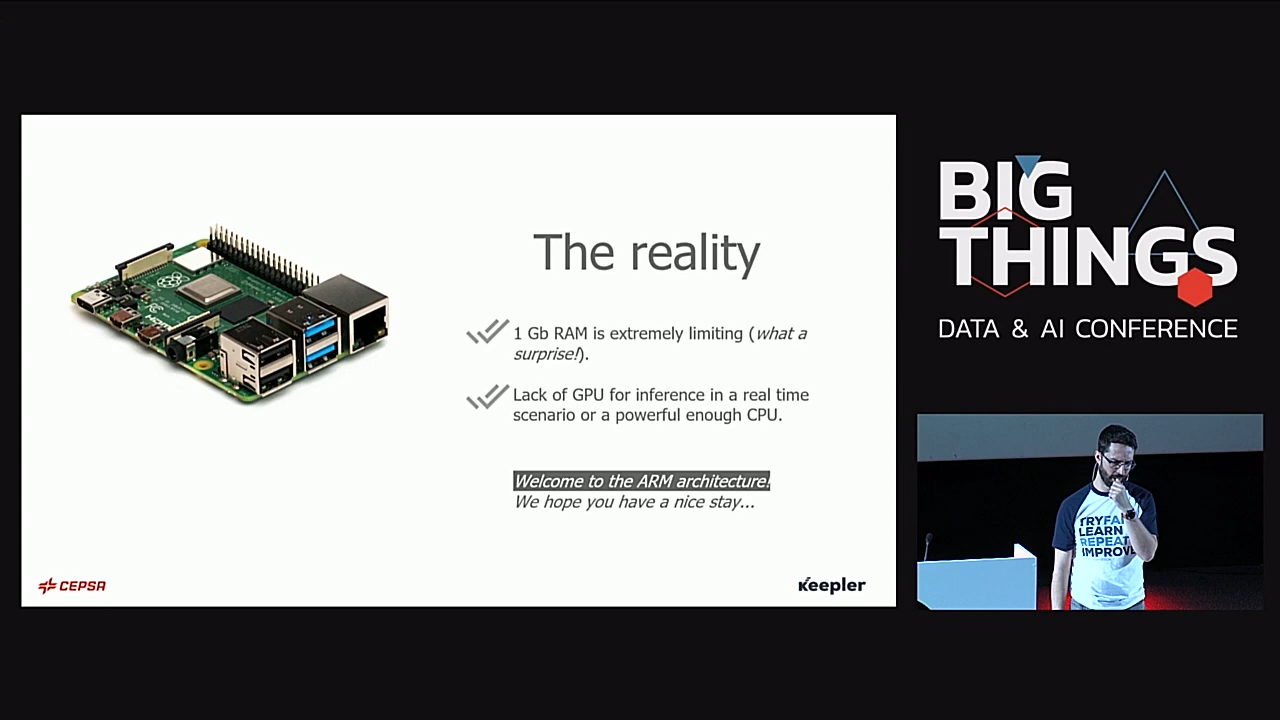 The reality
1 Gb RAM is extremely limiting (what a
surprise!).
Lack of GPU for inference in a real time
scenario or a powerful enough CPU.
Welcome to the ARM architecture!
We hope you have a nice stay...
CEPSA
Keepler
BIG
THINGS
DATA & AI CONFERENCE
TRYFAI
LEARN
REPEAT
IMPROVE